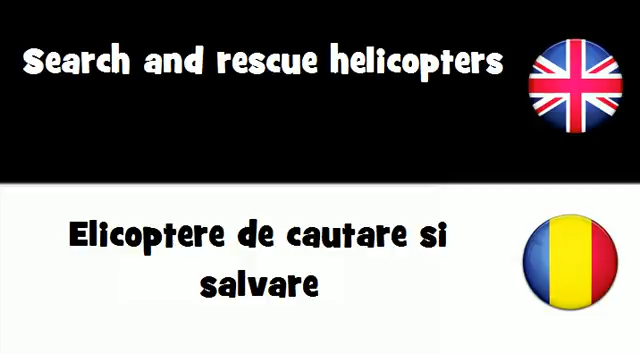 Search and rescue helicopters
Elicoptere de cautare si
salvare